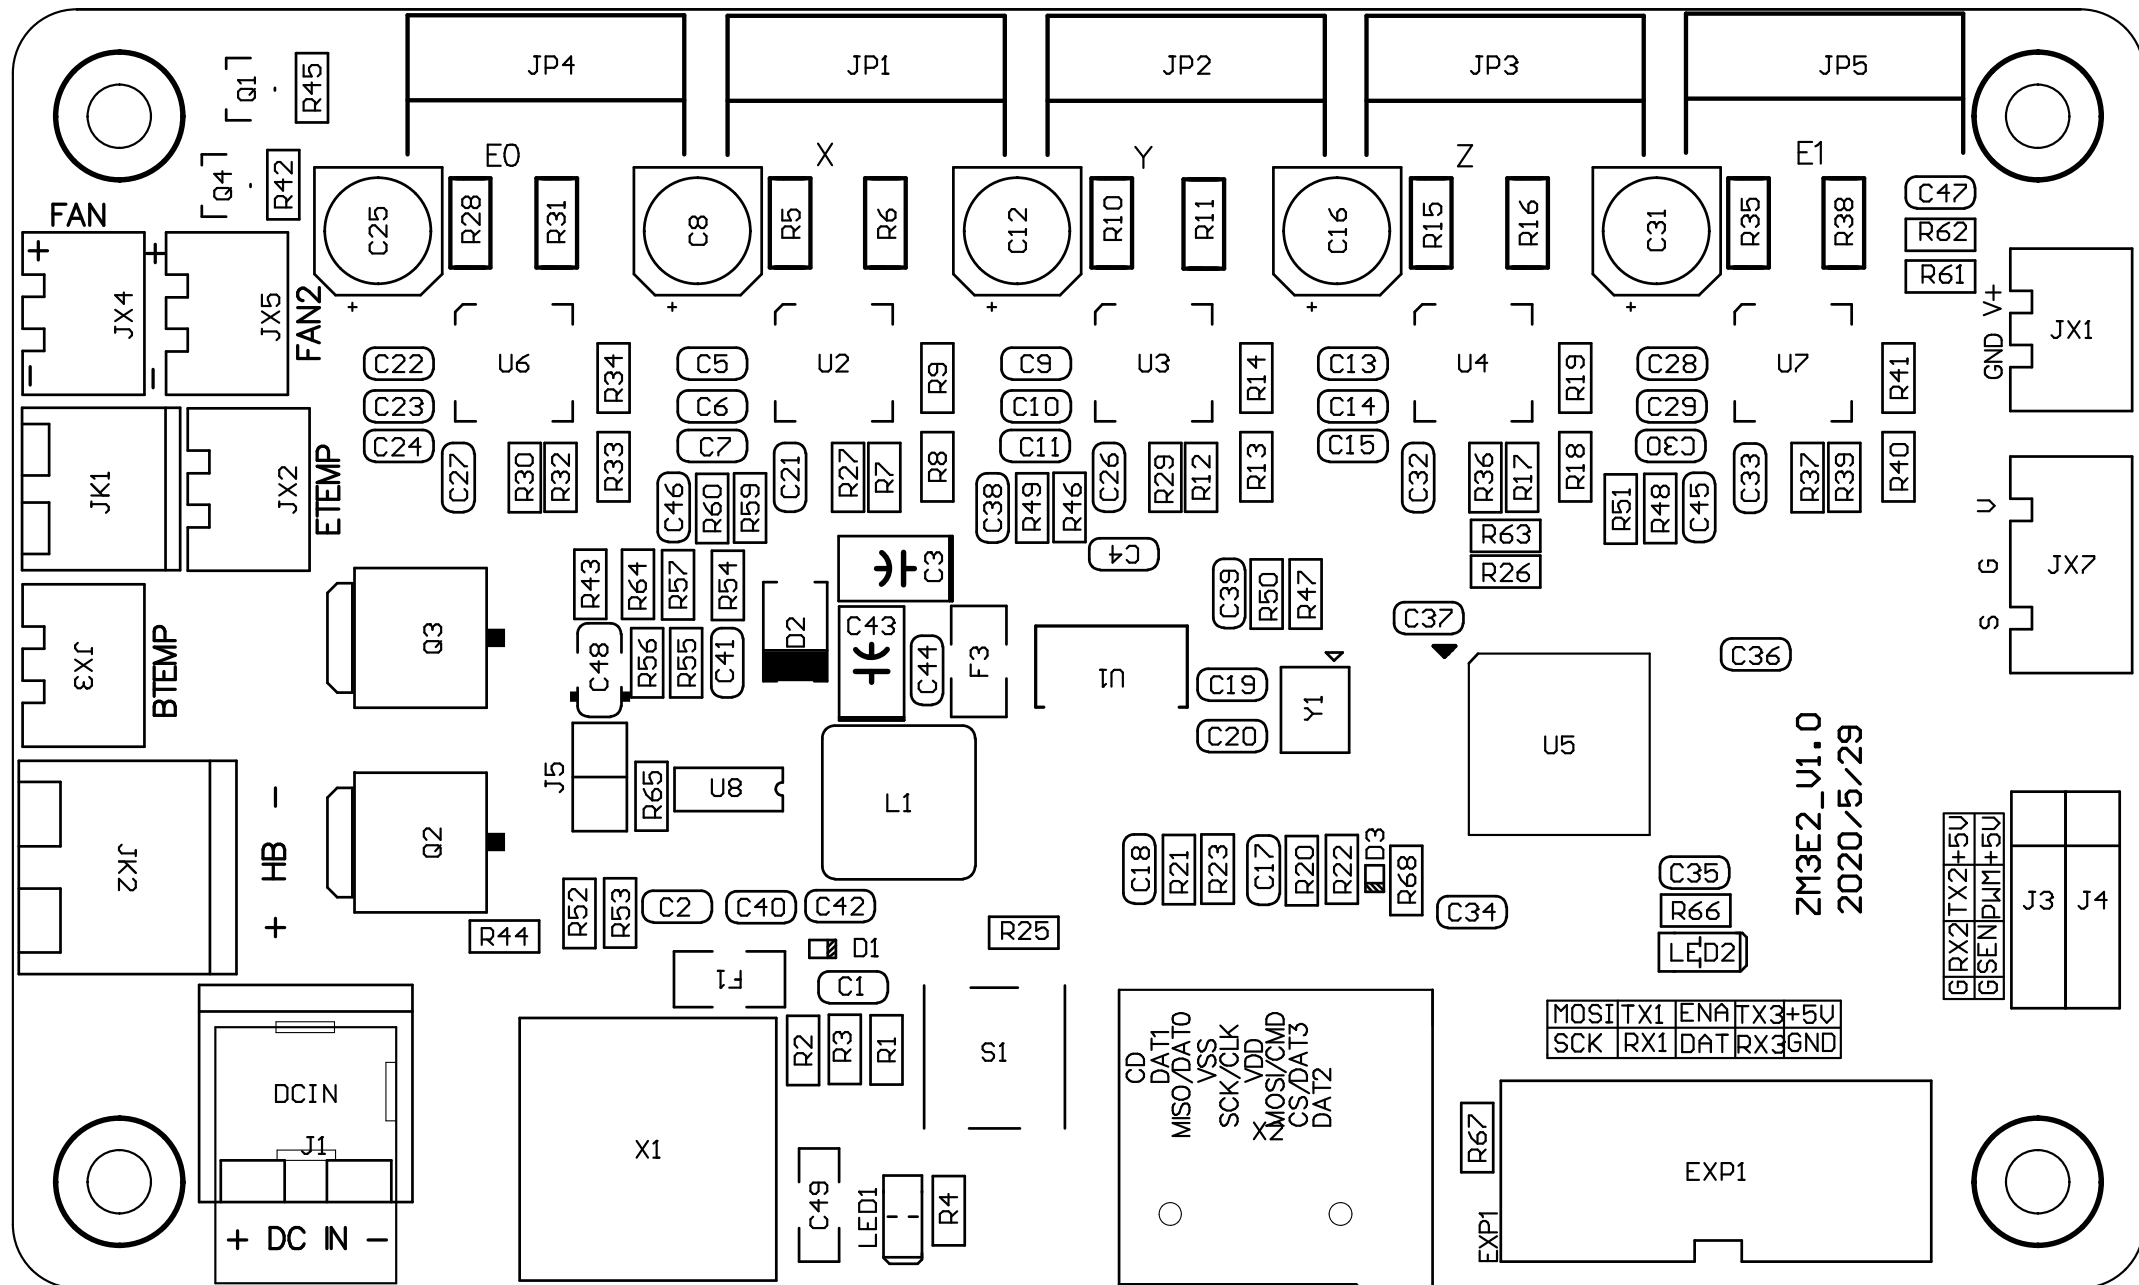 JP4
JP1
JP2
JP3
JP5
Q1
R45
Q4
R42
E0
X
Y
Z
E1
FAN
C25
R28
R31
C8
R5
R6
C12
R10
R11
C16
R15
R16
C31
R35
R38
C47
R62
R61
+
-
JX4
+
-
JX5
FAN2
+
+
+
+
+
V+
GND
JX1
C22
U6
R34
C5
U2
R9
C9
U3
R14
C13
U4
R19
C28
U7
R41
C23
C6
C10
C14
C29
C24
C27
R30
R32
R33
C7
C21
R27
R7
R8
C11
C26
R29
R12
R13
C15
C32
R36
R17
R18
C30
C33
R37
R39
R40
JK1
JX2
ETEMP
C46
R60
R59
C38
R49
R46
R51
R48
C45
V
G
S
JX7
R63
R26
C4
C3
R43
R64
R57
R54
C39
R50
R47
C37
JX3
BTEMP
Q3
C48
R56
R55
C41
D2
C43
C44
F3
U1
C19
C20
Y1
C36
U5
ZM3E2_V1.0
2020/5/29
J5
R65
U8
L1
JK2
-
HB
+
Q2
C18
R21
R23
C17
R20
R22
D3
R68
C35
R66
LED2
C34
GRX2 TX2 +5V
GSEN PWM +5V
J3
J4
R44
R52
R53
C2
C40
C42
R25
D1
F1
C1
MOSI TX1 ENA TX3 +5V
SCK RX1 DAT RX3 GND
R2
R3
R1
S1
CD
DAT1
MISO/DAT0
VSS
SCK/CLK
VDD
MOSI/CMD
CS/DAT3
DAT2
X2
DCIN
J1
+ DC IN -
X1
C49
LED1
R4
R67
EXP1
EXP1